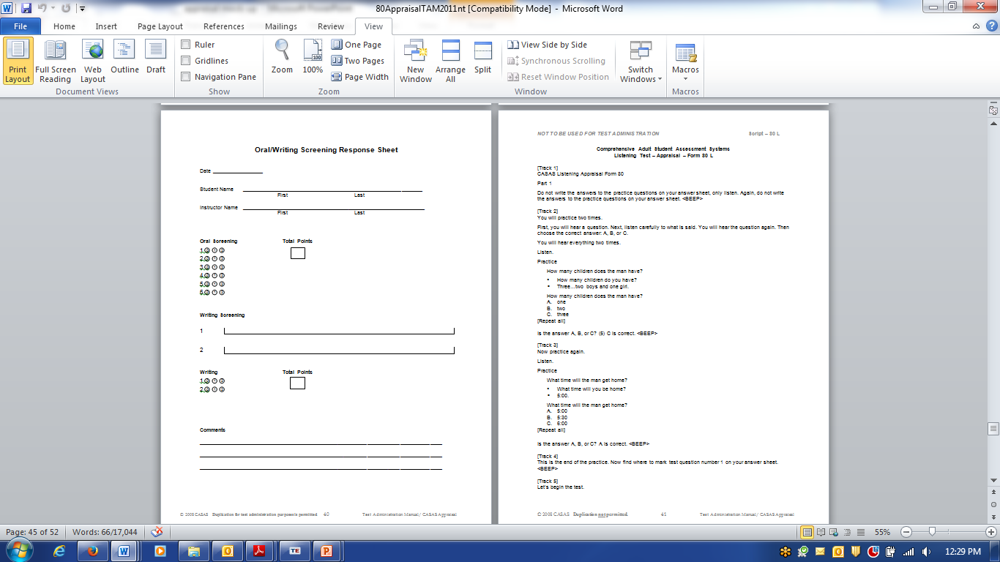 80AppraisalTAM2011nt [Compatibility Mode] - Microsoft Word
File Home Insert Page Layout References Mailings Review View
Print Layout
Full Screen Reading
Web Layout
Outline
Draft
Document Views
Ruler
Gridlines
Navigation Pane
Show
Zoom
100
100%
One Page
Two Pages
Page Width
Zoom
New Window
Arrange All
Split
View Side by Side
Synchronous Scrolling
Reset Window Position
Window
Switch Windows
Macros
Macros
Oral/Writing Screening Response Sheet
Date
Student Name
First Last
Instructor Name
First Last
Oral Screening Total Points
1. 0 1 2
2. 0 1 2
3. 0 1 2
4. 0 1 2
5. 0 1 2
6. 0 1 2
Writing Screening
1
2
Writing Total Points
1. 0 1 2
2. 0 1 2
Comments
© 2008 CASAS Duplication for test administration purposes is permitted. 40 Test Administration Manual/ CASAS Appraisal
NOT TO BE USED FOR TEST ADMINISTRATION Script – 80 L
Comprehensive Adult Student Assessment Systems
Listening Test – Appraisal – Form 80 L
[Track 1]
CASAS Listening Appraisal Form 80
Part 1
Do not write the answers to the practice questions on your answer sheet, only listen. Again, do not write
the answers to the practice questions on your answer sheet. <BEEP>
[Track 2]
You will practice two times.
First, you will hear a question. Next, listen carefully to what is said. You will hear the question again. Then
choose the correct answer: A, B, or C.
You will hear everything two times.
Listen.
Practice
How many children does the man have?
• How many children do you have?
• Three...two boys and one girl.
How many children does the man have?
A. one
B. two
C. three
[Repeat all]
Is the answer A, B, or C? (5) C is correct. <BEEP>
[Track 3]
Now practice again.
Listen.
Practice
What time will the man get home?
• What time will you be home?
• 5:00.
What time will the man get home?
A. 5:00
B. 5:30
C. 6:00
[Repeat all]
Is the answer A, B, or C? A is correct. <BEEP>
[Track 4]
This is the end of the practice. Now find where to mark test question number 1 on your answer sheet.
<BEEP>
[Track 5]
Let's begin the test.
© 2008 CASAS Duplication not permitted. 41 Test Administration Manual/ CASAS Appraisal
Page: 45 of 52 Words: 66/17,044 55%
TE
12:29 PM